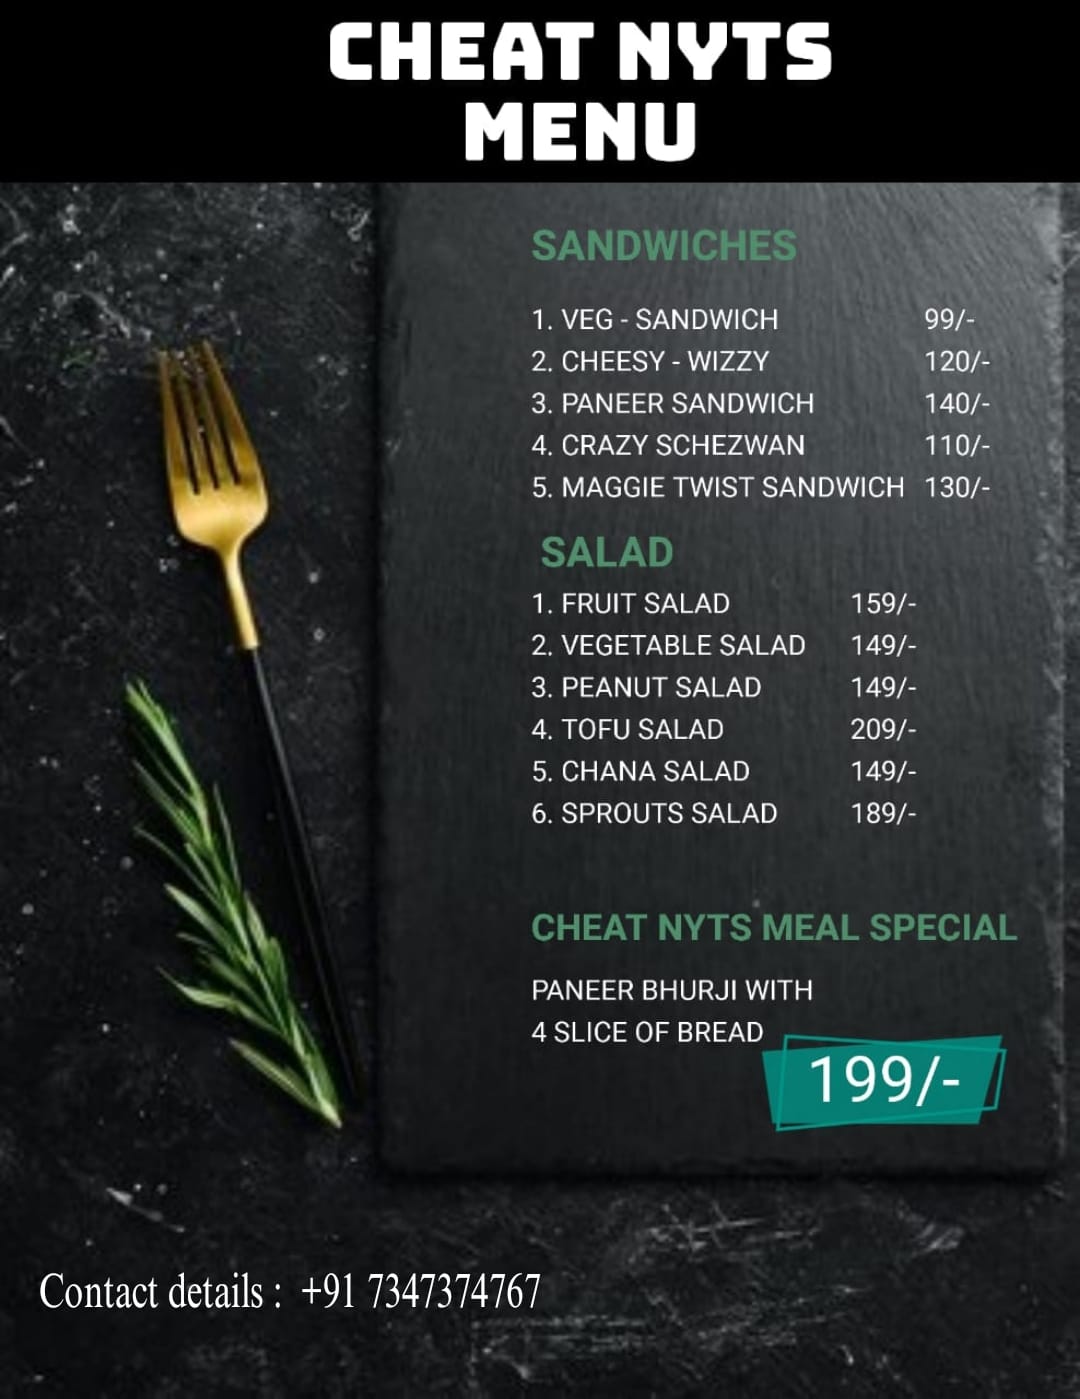 CHEAT NYTS
MENU
SANDWICHES
1. VEG - SANDWICH 99/-
2. CHEESY - WIZZY 120/-
3. PANEER SANDWICH 140/-
4. CRAZY SCHEZWAN 110/-
5. MAGGIE TWIST SANDWICH 130/-
SALAD
1. FRUIT SALAD 159/-
2. VEGETABLE SALAD 149/-
3. PEANUT SALAD 149/-
4. TOFU SALAD 209/-
5. CHANA SALAD 149/-
6. SPROUTS SALAD 189/-
CHEAT NYTS MEAL SPECIAL
PANEER BHURJI WITH
4 SLICE OF BREAD
199/-
Contact details : +91 7347374767